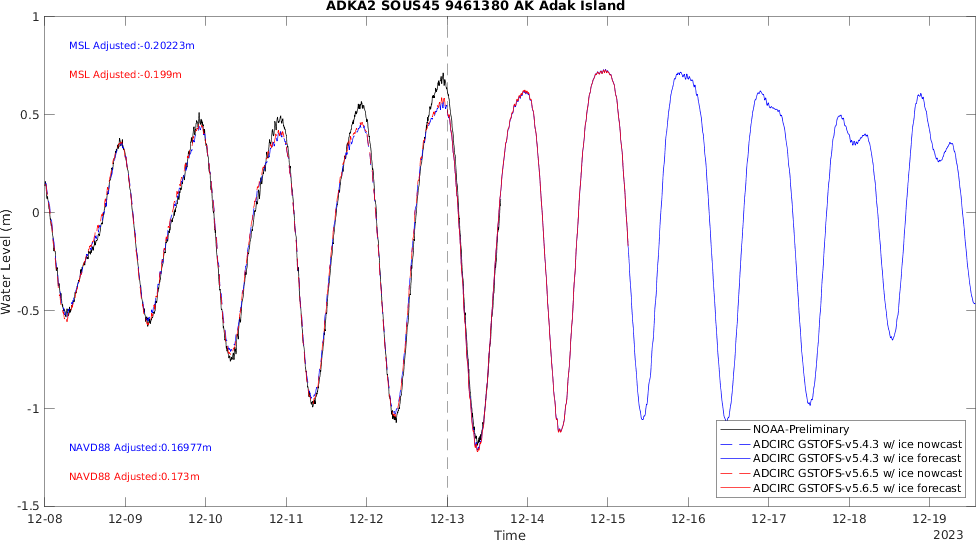 ADKA2 SOUS45 9461380 AK Adak Island
1
MSL Adjusted:-0.20223m
MSL Adjusted:-0.199m
0.5
0
Water Level (m)
-0.5
-1
NAVD88 Adjusted:0.16977m
NAVD88 Adjusted:0.173m
-1.5
NOAA-Preliminary
ADCIRC GSTOFS-v5.4.3 w/ ice nowcast
ADCIRC GSTOFS-v5.4.3 w/ ice forecast
ADCIRC GSTOFS-v5.6.5 w/ ice nowcast
ADCIRC GSTOFS-v5.6.5 w/ ice forecast
12-08 12-09 12-10 12-11 12-12 12-13 12-14 12-15 12-16 12-17 12-18 12-19
Time
2023